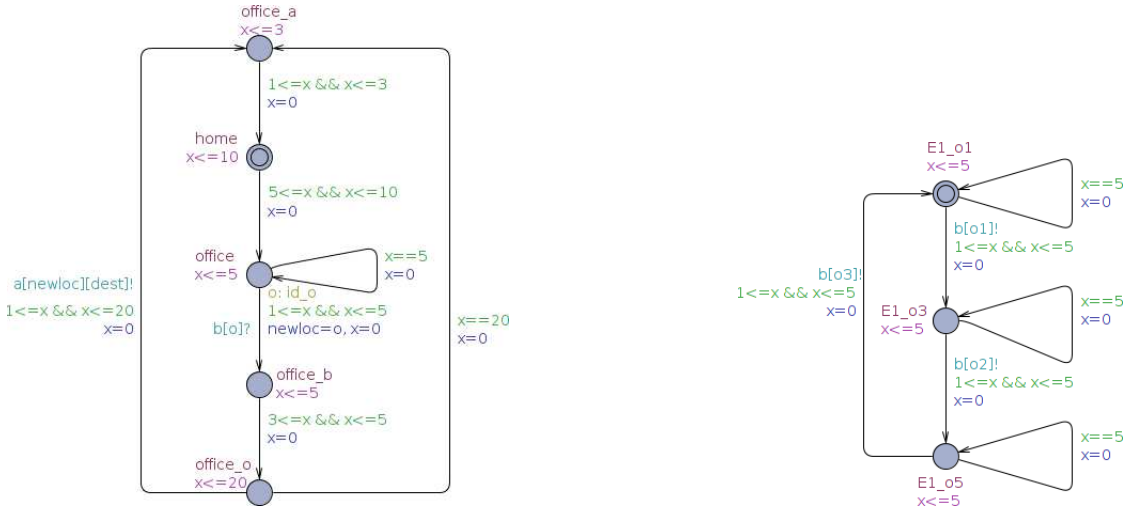 office_a
x<=3
1<=x && x<=3
x=0
home
x<=10
5<=x && x<=10
x=0
office
x<=5
x==5
x=0
o: id_o
1<=x && x<=5
b[o]?
newloc=o, x=0
a[newloc][dest]!
1<=x && x<=20
x=0
x==20
x=0
office_b
x<=5
3<=x && x<=5
x=0
office_o
x<=20
E1_o1
x<=5
x==5
x=0
b[o1]!
1<=x && x<=5
x=0
b[o3]!
1<=x && x<=5
x=0
E1_o3
x<=5
x==5
x=0
b[o2]!
1<=x && x<=5
x=0
x==5
x=0
E1_o5
x<=5